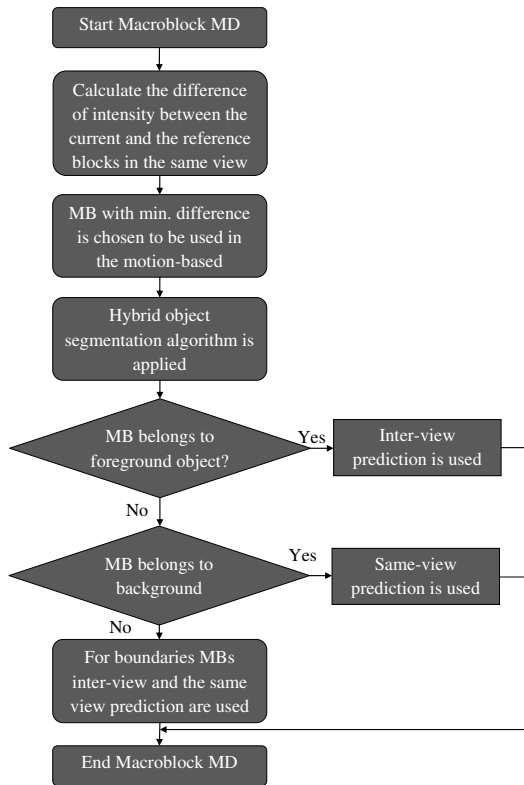 Start Macroblock MD
Calculate the difference
of intensity between the
current and the reference
blocks in the same view
MB with min. difference
is chosen to be used in
the motion-based
Hybrid object
segmentation algorithm is
applied
MB belongs to
foreground object?
Yes
Inter-view
prediction is used
No
MB belongs to
background
Yes
Same-view
prediction is used
No
For boundaries MBs
inter-view and the same
view prediction are used
End Macroblock MD